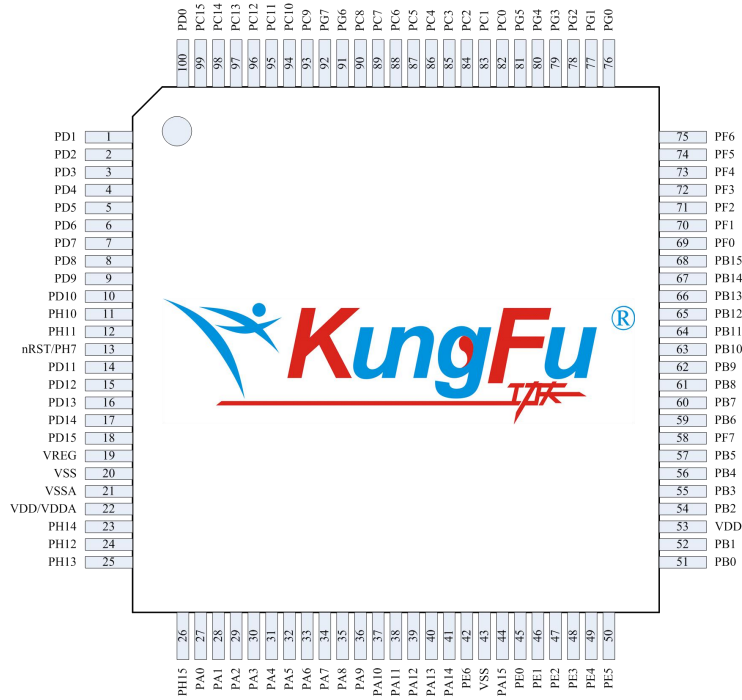 PD0 PC15 PC14 PC13 PC12 PC11 PC10 PC9 PG7 PG6 PC8 PC7 PC6 PC5 PC4 PC3 PC2 PC1 PC0 PG5 PG4 PG3 PG2 PG1 PG0
100 99 98 97 96 95 94 93 92 91 90 89 88 87 86 85 84 83 82 81 80 79 78 77 76
PD1 1 75 PF6
PD2 2 74 PF5
PD3 3 73 PF4
PD4 4 72 PF3
PD5 5 71 PF2
PD6 6 70 PF1
PD7 7 69 PF0
PD8 8 68 PB15
PD9 9 67 PB14
PD10 10 66 PB13
PH10 11 65 PB12
PH11 12 64 PB11
nRST/PH7 13 63 PB10
PD11 14 62 PB9
PD12 15 61 PB8
PD13 16 60 PB7
PD14 17 59 PB6
PD15 18 58 PF7
VREG 19 57 PB5
VSS 20 56 PB4
VSSA 21 55 PB3
VDD/VDDA 22 54 PB2
PH14 23 53 VDD
PH12 24 52 PB1
PH13 25 51 PB0
KungFu®
26 27 28 29 30 31 32 33 34 35 36 37 38 39 40 41 42 43 44 45 46 47 48 49 50
PH15 PA0 PA1 PA2 PA3 PA4 PA5 PA6 PA7 PA8 PA9 PA10 PA11 PA12 PA13 PA14 PE6 VSS PA15 PE0 PE1 PE2 PE3 PE4 PE5